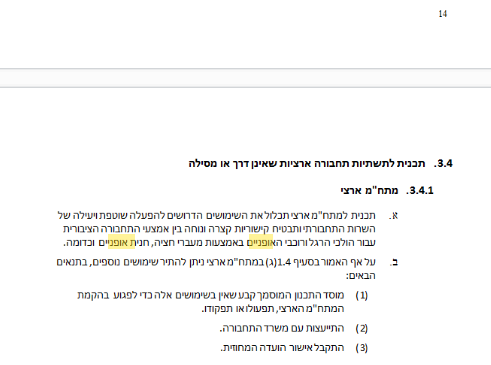 14
3.4. תכנית לתשתיות תחבורה ארציות שאינן דרך או מסילה
3.4.1. מתח"מ ארצי
א. תכנית למתח"מ ארצי תכלול את השימושים הדרושים להפעלה שוטפת ויעילה של
השרות התחבורתי ותבטיח קישוריות קצרה ונוחה בין אמצעי התחבורה הציבורית
עבור הולכי הרגל ורוכבי האופניים באמצעות מעברי חציה, חנית אופניים וכדומה.
ב. על אף האמור בסעיף 1.4(ג) במתח"מ ארצי ניתן להתיר שימושים נוספים, בתנאים
הבאים:
(1) מוסד התכנון המוסמך קבע שאין בשימושים אלה כדי לפגוע בהקמת
המתח"מ הארצי, תפעולו או תפקודו.
(2) התייעצות עם משרד התחבורה.
(3) התקבל אישור הועדה המחוזית.